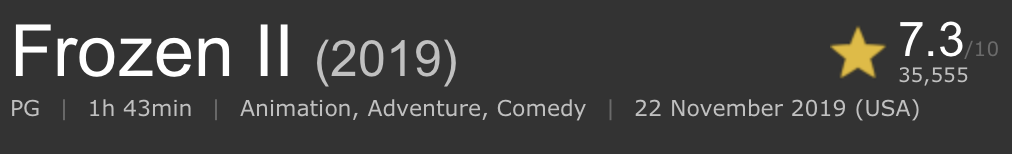 Frozen II (2019)
7.3/10
35,555
PG | 1h 43min | Animation, Adventure, Comedy | 22 November 2019 (USA)